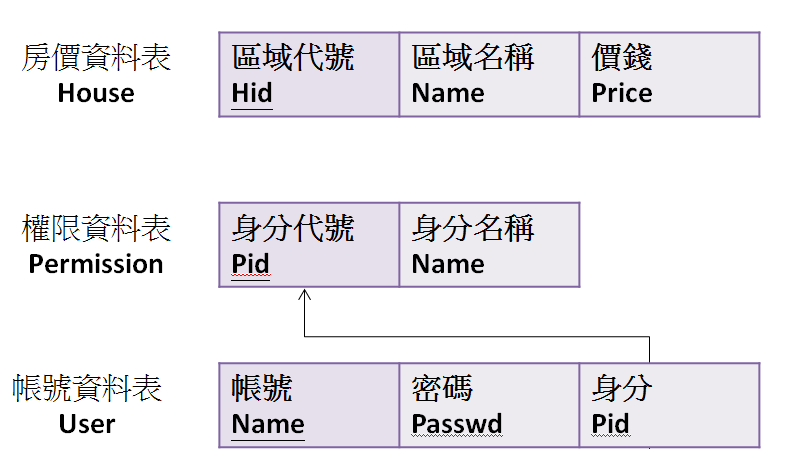 房價資料表
House
區域代號
Hid
區域名稱
Name
價錢
Price
權限資料表
Permission
身分代號
Pid
身分名稱
Name
帳號資料表
User
帳號
Name
密碼
Passwd
身分
Pid